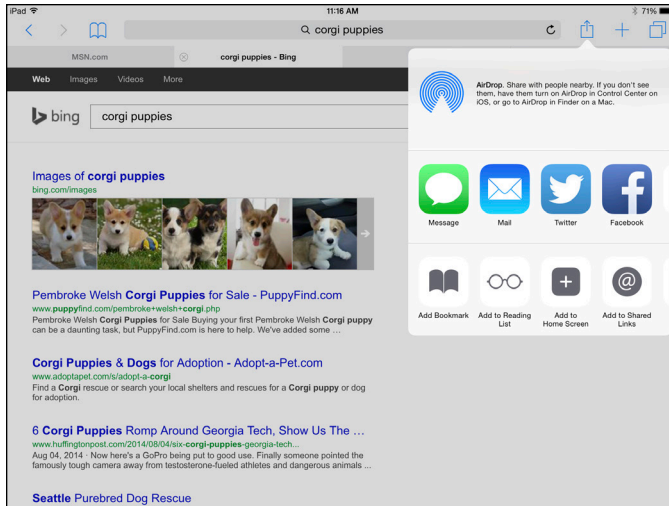 iPad 11:16 AM 71%
corgi puppies
MSN.com corgi puppies - Bing
Web Images Videos More
bing corgi puppies
Images of corgi puppies
bing.com/images
Pembroke Welsh Corgi Puppies for Sale - PuppyFind.com
www.puppyfind.com/pembroke+welsh+corgi.php
Pembroke Welsh Corgi Puppies for Sale Buying your first Pembroke Welsh Corgi puppy
can be a daunting task, but PuppyFind.com is here to help. We've added some ...
Corgi Puppies & Dogs for Adoption - Adopt-a-Pet.com
www.adoptapet.com/s/adopt-a-corgi
Find a Corgi rescue or search your local shelters and rescues for a Corgi puppy or dog
for adoption.
6 Corgi Puppies Romp Around Georgia Tech, Show Us The ...
www.huffingtonpost.com/2014/08/04/six-corgi-puppies-georgia-tech...
Aug 04, 2014 · Now here's a GoPro being put to good use. Finally someone pointed the
famously tough camera away from testosterone-fueled athletes and dangerous animals ...
Seattle Purebred Dog Rescue
AirDrop. Share with people nearby. If you don't see
them, have them turn on AirDrop in Control Center on
iOS, or go to AirDrop in Finder on a Mac.
Message Mail Twitter Facebook
Add Bookmark Add to Reading List Add to Home Screen Add to Shared Links